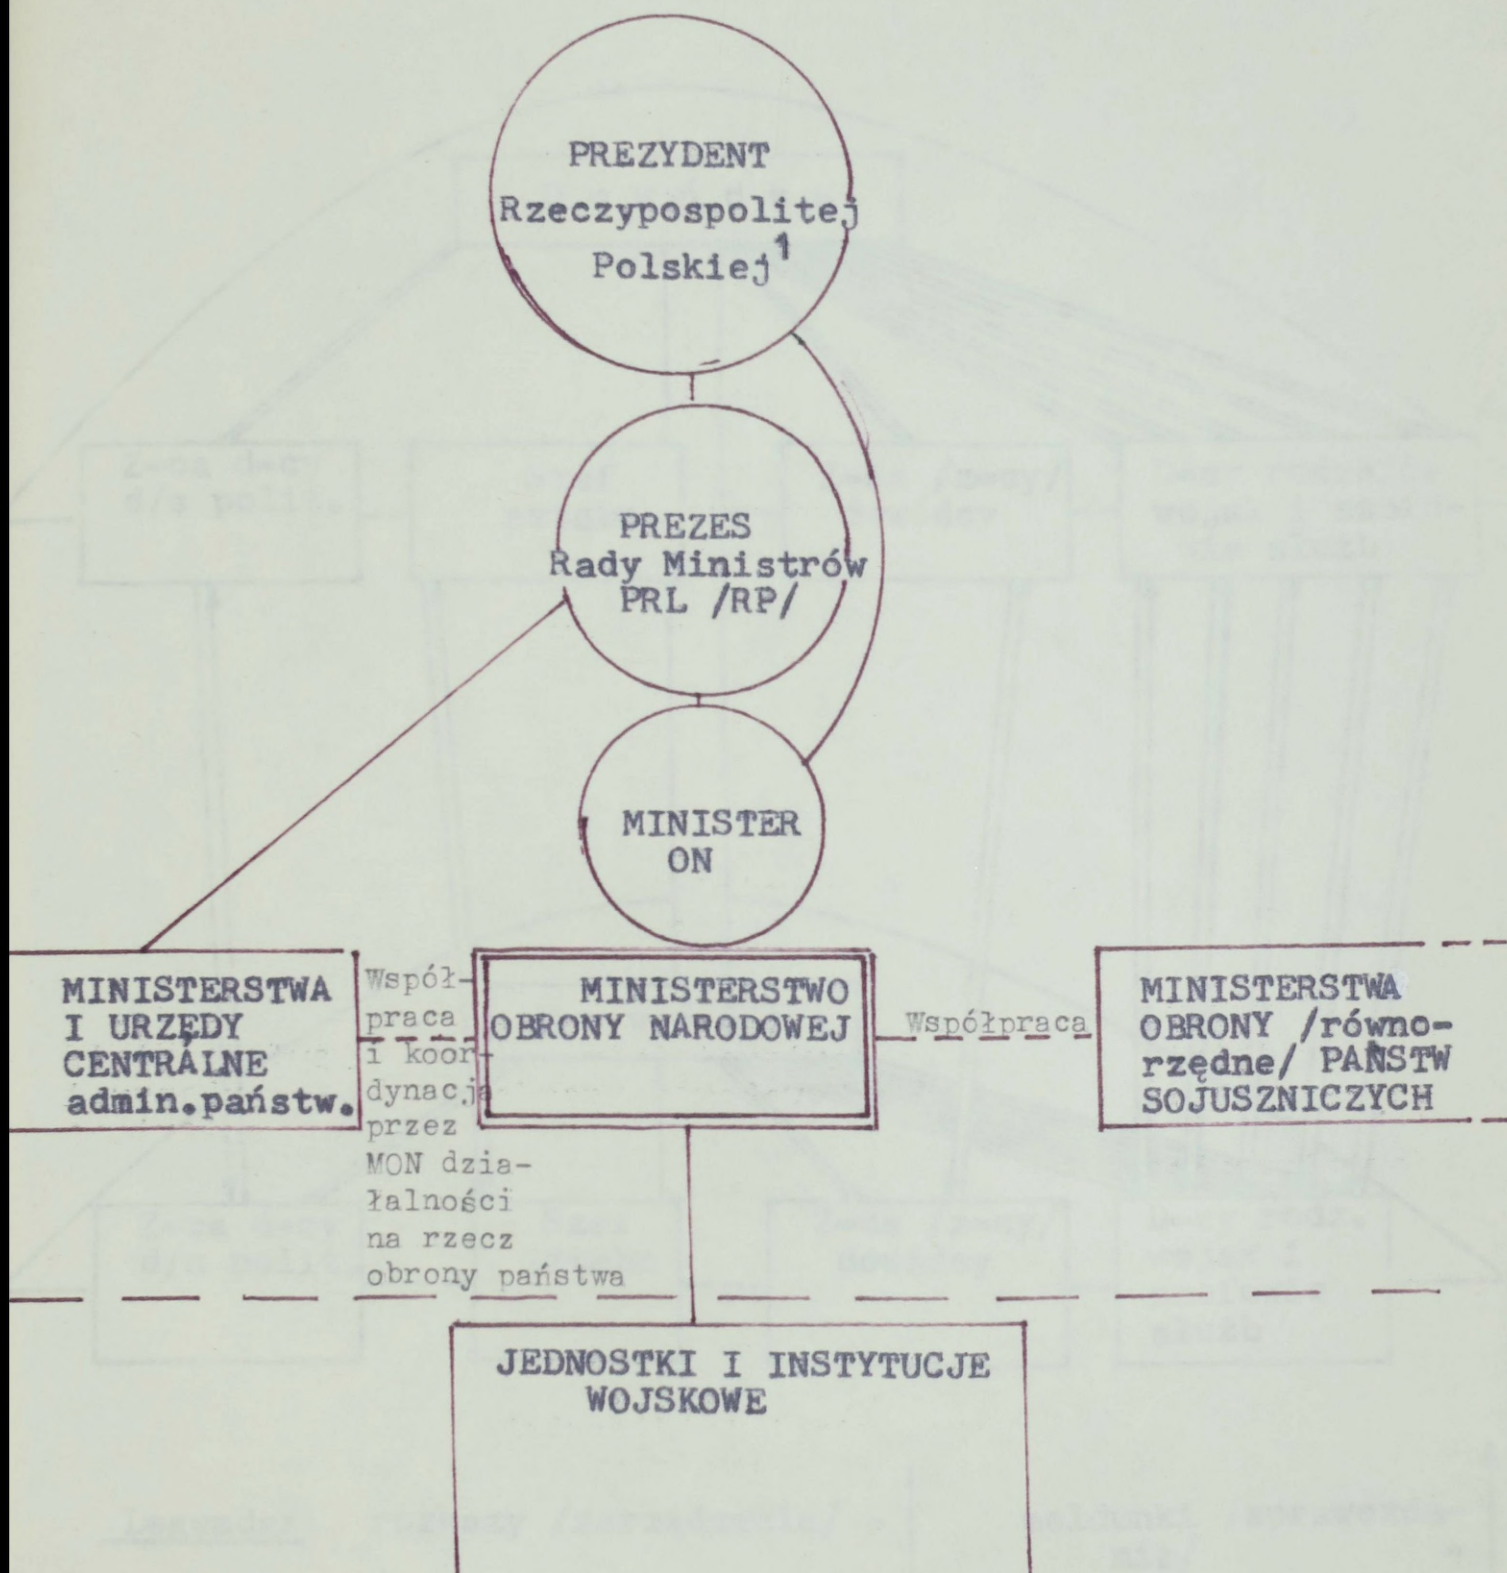 PREZYDENT
Rzeczypospolitej
Polskiej¹
PREZES
Rady Ministrów
PRL /RP/
MINISTER
ON
MINISTERSTWA
I URZĘDY
CENTRALNE
admin.państw.
Współ-
praca
i koor-
dynacja
przez
MON dzia-
łalności
na rzecz
obrony państwa
MINISTERSTWO
OBRONY NARODOWEJ
Współpraca
MINISTERSTWA
OBRONY /równo-
rzędne/ PAŃSTW
SOJUSZNICZYCH
JEDNOSTKI I INSTYTUCJE
WOJSKOWE